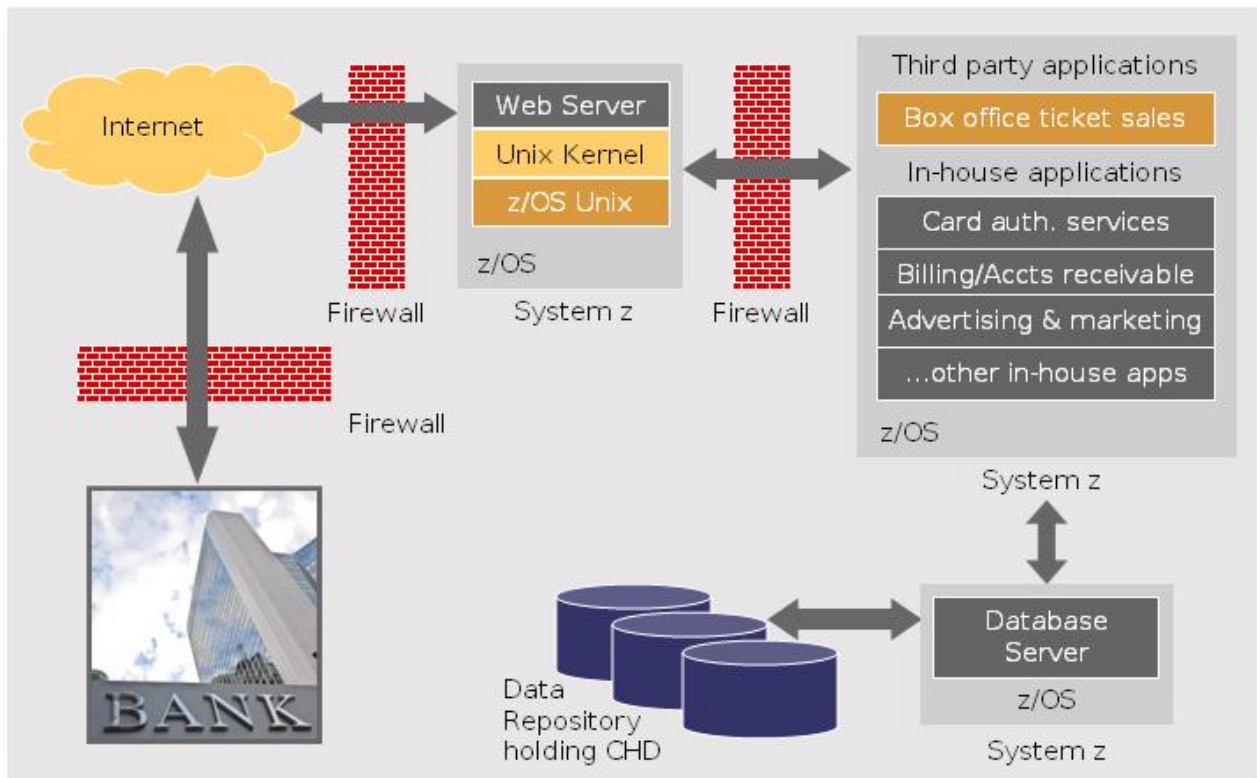 Internet
Firewall
Web Server
Unix Kernel
z/OS Unix
z/OS
System z
Firewall
Third party applications
Box office ticket sales
In-house applications
Card auth. services
Billing/Accts receivable
Advertising & marketing
...other in-house apps
z/OS
System z
Firewall
BANK
Data
Repository
holding CHD
Database
Server
z/OS
System z